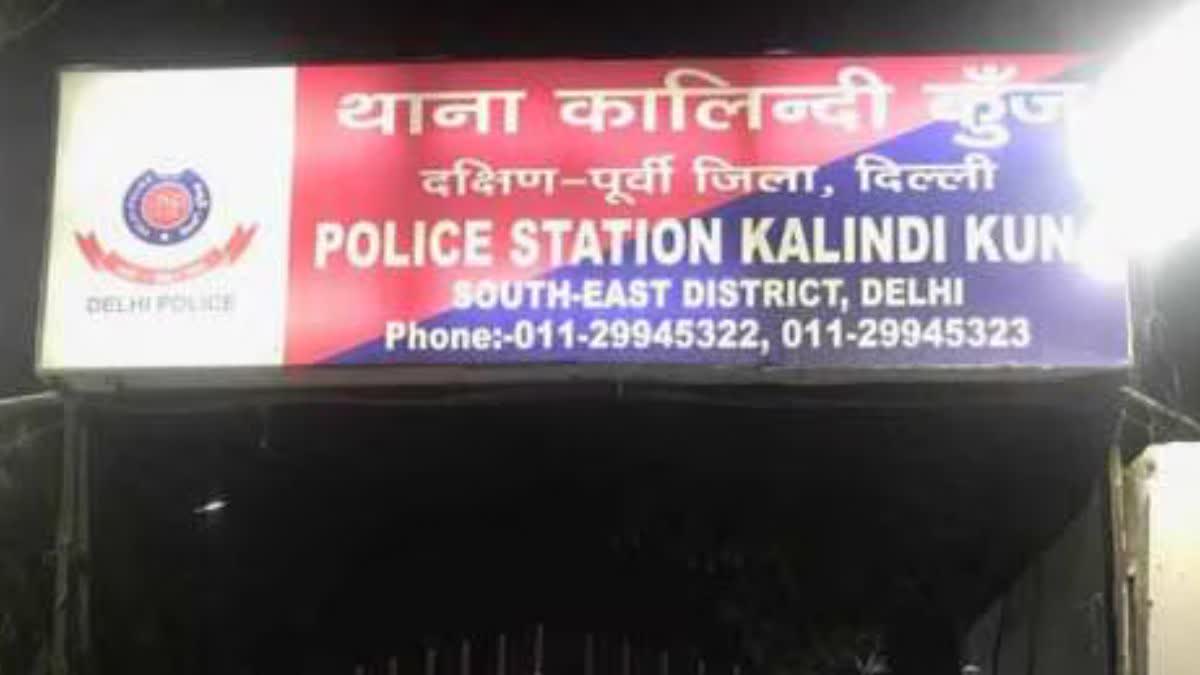 थाना कालिन्दी कुँज
दक्षिण-पूर्वी जिला, दिल्ली
POLICE STATION KALINDI KUN
SOUTH-EAST DISTRICT, DELHI
Phone:-011-29945322, 011-29945323
DELHI POLICE